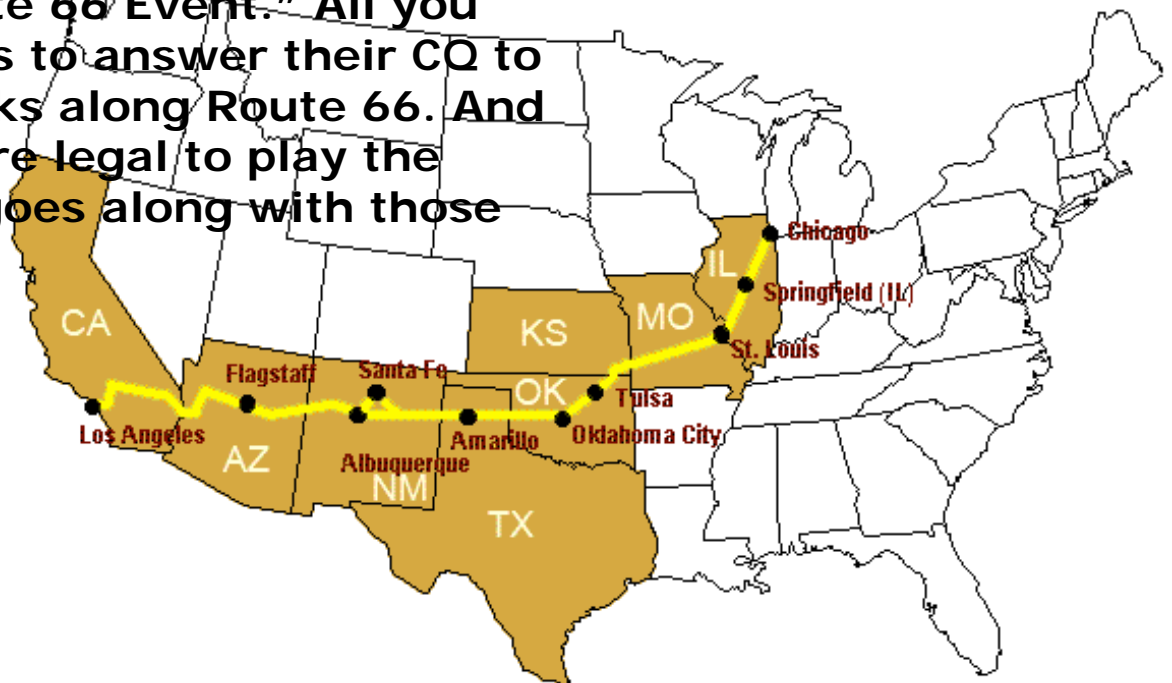 te 66 Event." All you
s to answer their CQ to
ks along Route 66. And
re legal to play the
goes along with those
Chicago
IL
Springfield (IL)
CA
MO
KS
St. Louis
Santa Fe
Flagstaff
OK
Tulsa
Los Angeles
Amarillo
Oklahoma City
AZ
Albuquerque
NM
TX